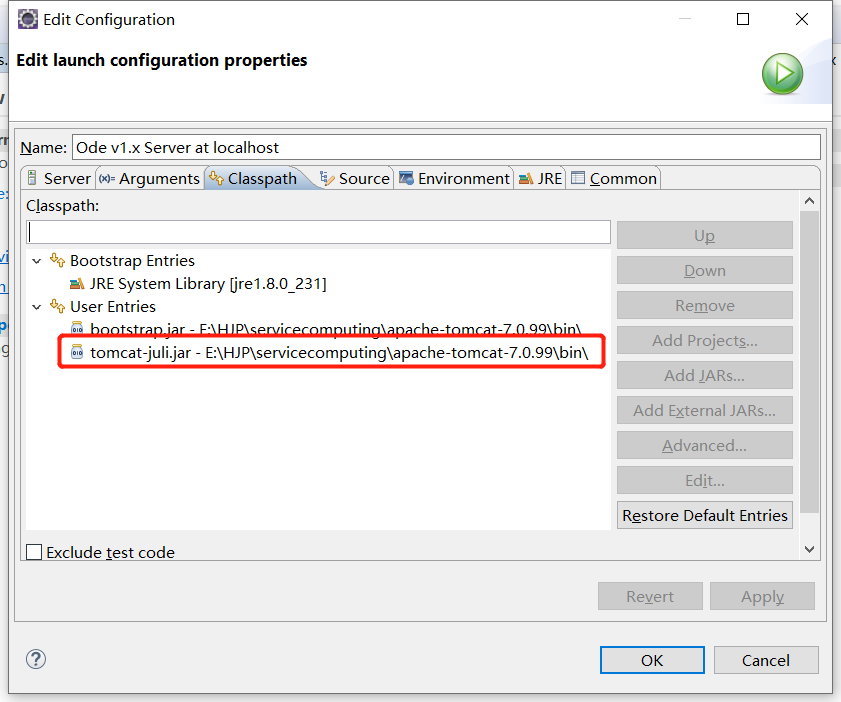 Edit Configuration
Edit launch configuration properties
Name: Ode v1.x Server at localhost
Server (x)= Arguments Classpath Source Environment JRE Common
Classpath:
Up
Bootstrap Entries
JRE System Library [jre1.8.0_231]
Down
User Entries
Remove
bootstrap.jar - E:\HJP\servicecomputing\apache-tomcat-7.0.99\bin\
tomcat-juli.jar - E:\HJP\servicecomputing\apache-tomcat-7.0.99\bin\
Add Projects...
Add JARs...
Add External JARs...
Advanced...
Edit...
Restore Default Entries
Exclude test code
Revert Apply
OK Cancel